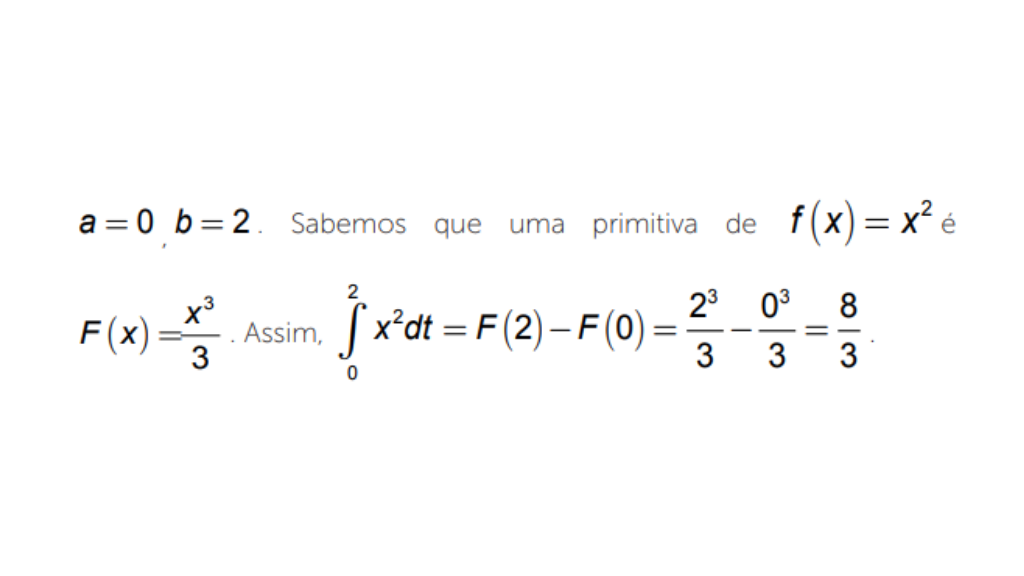 a = 0, b = 2. Sabemos que uma primitiva de f(x) = x² é
F(x) = x³/3. Assim, ∫₀² x²dt = F(2) − F(0) = 2³/3 − 0³/3 = 8/3.